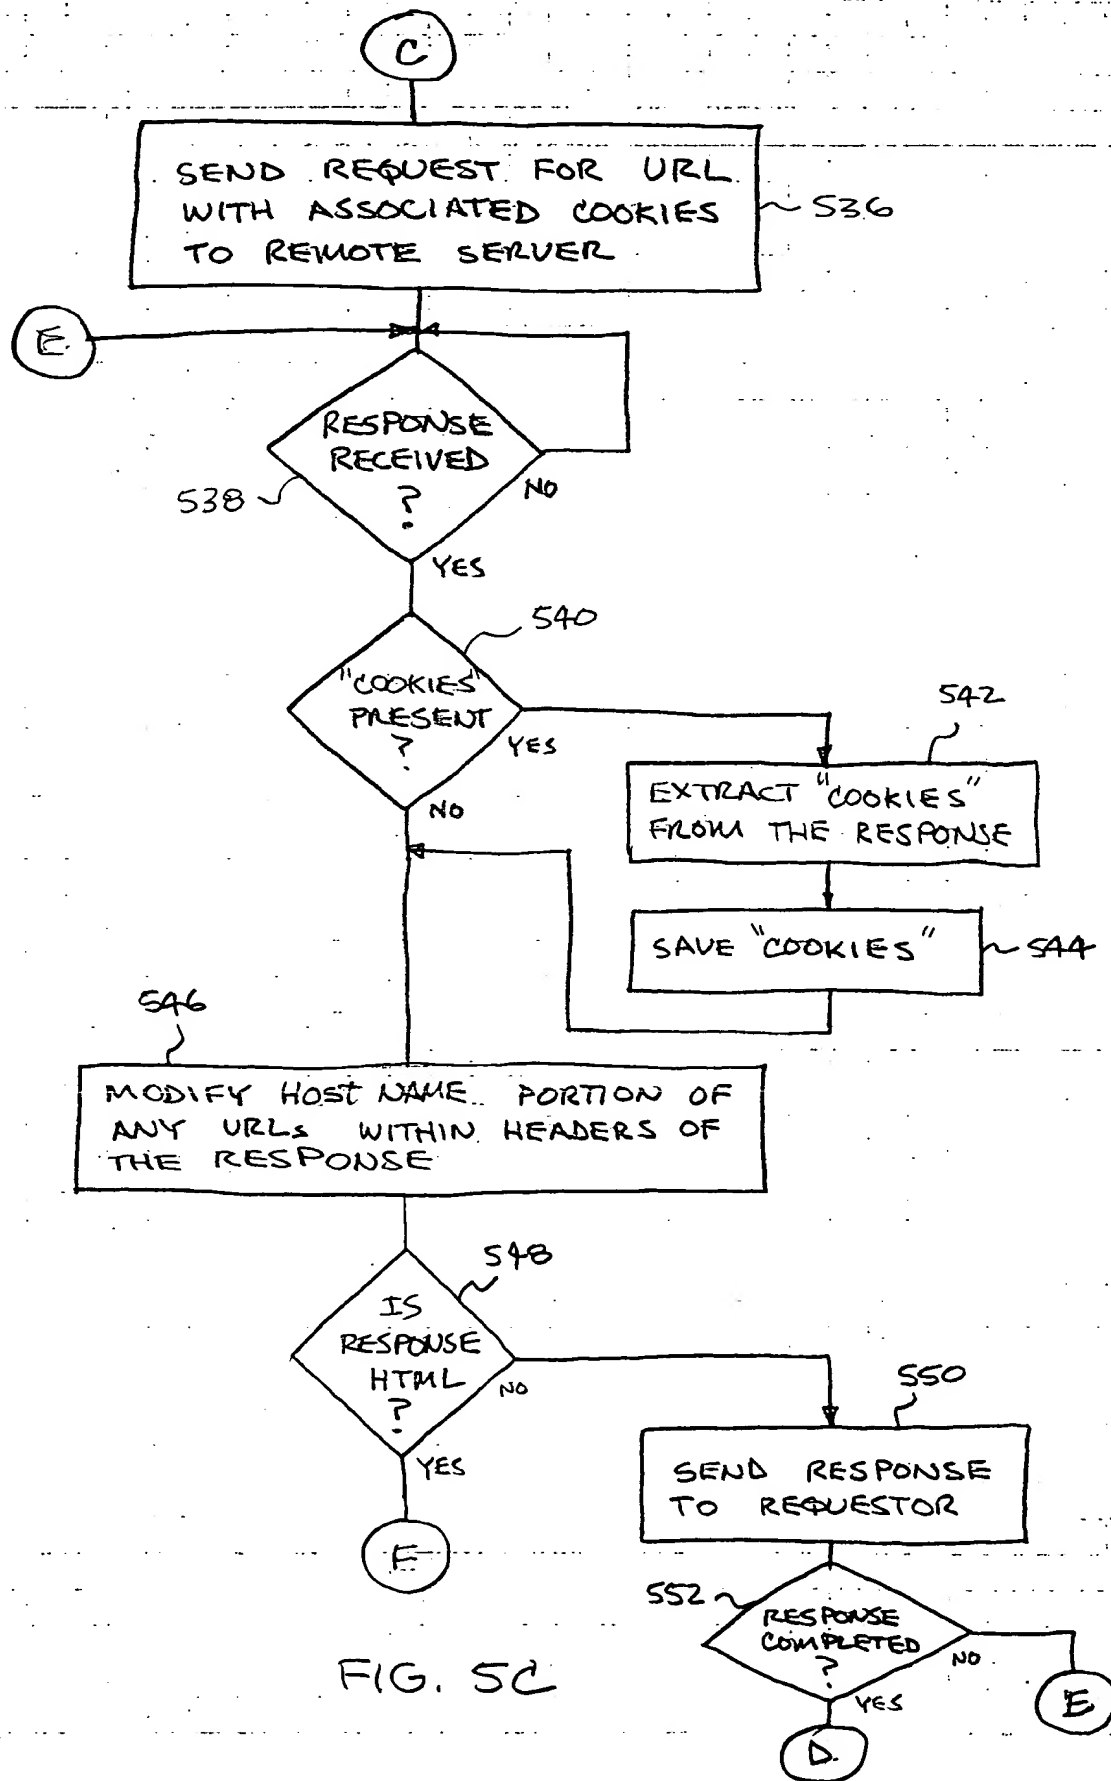 C
SEND REQUEST FOR URL
WITH ASSOCIATED COOKIES
TO REMOTE SERVER
536
E
RESPONSE
RECEIVED
?
538
NO
YES
540
"COOKIES"
PRESENT
?
YES
NO
542
EXTRACT "COOKIES"
FROM THE RESPONSE
SAVE "COOKIES"
544
546
MODIFY HOST NAME PORTION OF
ANY URLs WITHIN HEADERS OF
THE RESPONSE
548
IS
RESPONSE
HTML
?
NO
YES
F
550
SEND RESPONSE
TO REQUESTOR
552
RESPONSE
COMPLETED
?
NO
YES
E
D
FIG. 5C